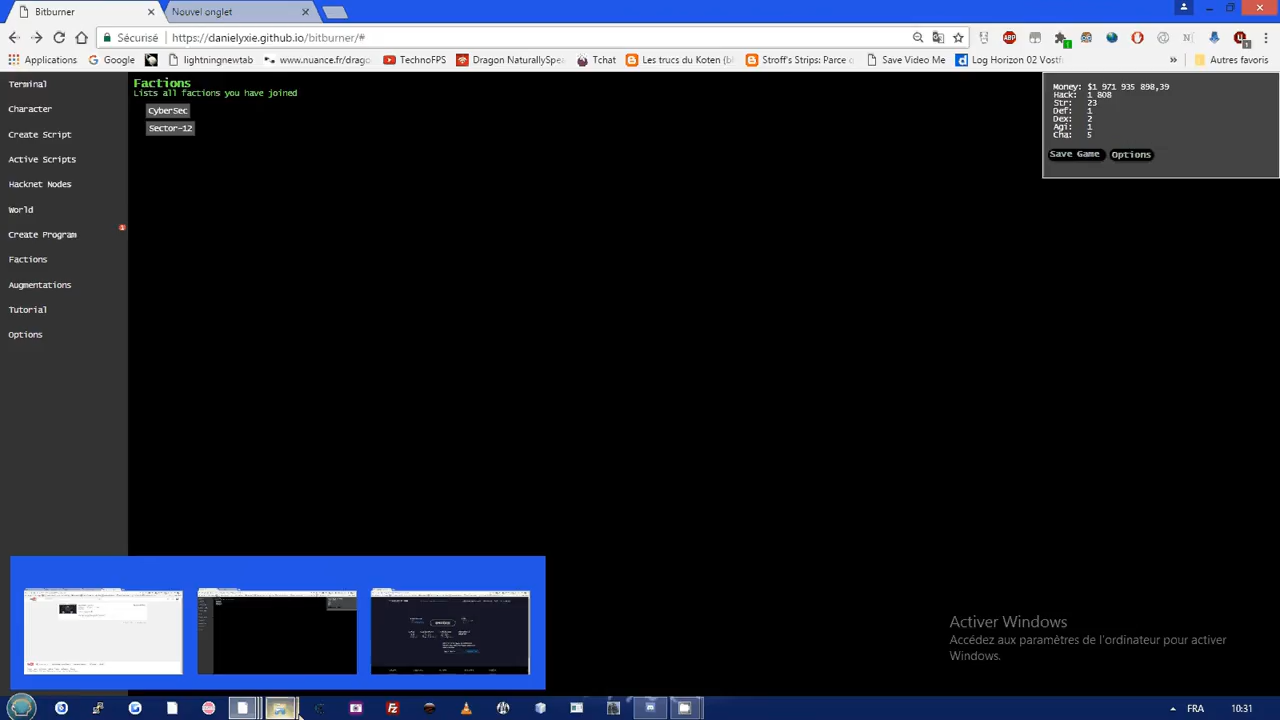 Bitburner
Nouvel onglet
Sécurisé https://danielyxie.github.io/bitburner/#
Applications Google lightningnewtab www.nuance.fr/drago TechnoFPS Dragon NaturallySpe Tchat Les trucs du Koten (b Stroff's Strips: Parce o Save Video Me Log Horizon 02 Vostf » Autres favoris
Terminal
Character
Create Script
Active Scripts
Hacknet Nodes
World
Create Program
1
Factions
Augmentations
Tutorial
Options
Factions
Lists all factions you have joined
CyberSec
Sector-12
Money: $1 971 935 898,39
Hack: 1 808
Str: 23
Def: 1
Dex: 2
Agi: 1
Cha: 5
Save Game Options
Activer Windows
Accédez aux paramètres de l'ordinateur pour activer
Windows.
FRA 10:31